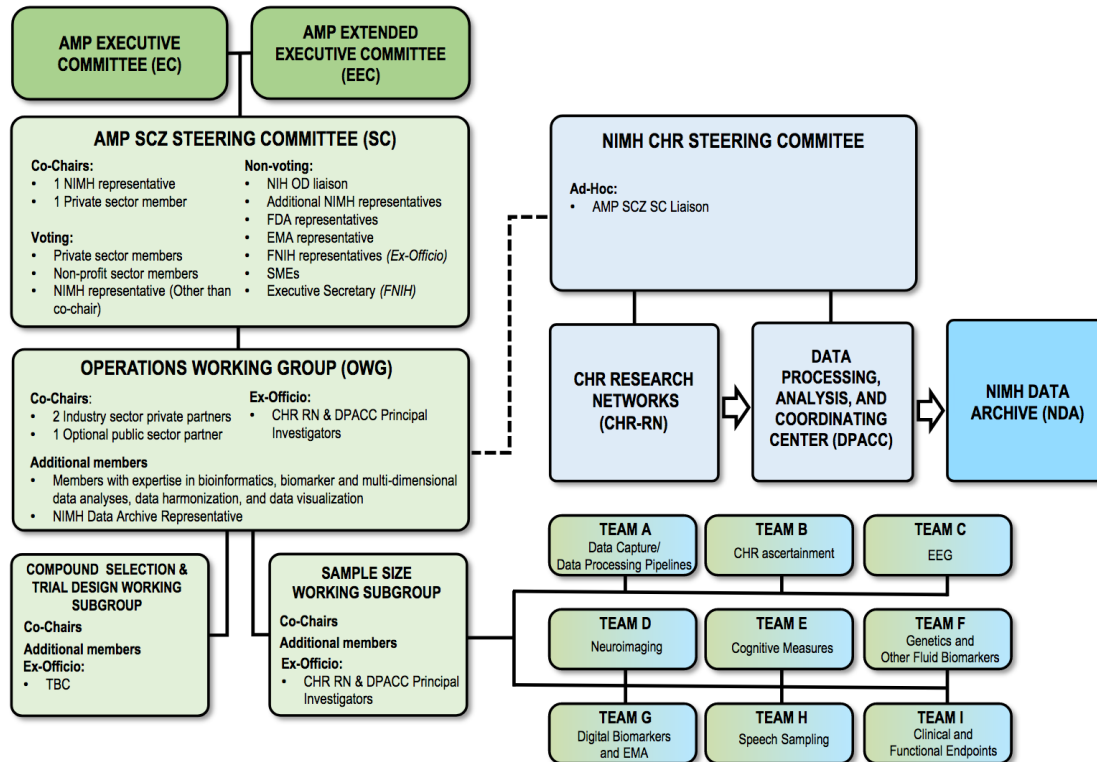 AMP EXECUTIVE
COMMITTEE (EC)
AMP EXTENDED
EXECUTIVE COMMITTEE
(EEC)
AMP SCZ STEERING COMMITTEE (SC)
Co-Chairs:
• 1 NIMH representative
• 1 Private sector member
Voting:
• Private sector members
• Non-profit sector members
• NIMH representative (Other than
co-chair)
Non-voting:
• NIH OD liaison
• Additional NIMH representatives
• FDA representatives
• EMA representative
• FNIH representatives (Ex-Officio)
• SMEs
• Executive Secretary (FNIH)
OPERATIONS WORKING GROUP (OWG)
Co-Chairs:
• 2 Industry sector private partners
• 1 Optional public sector partner
Ex-Officio:
• CHR RN & DPACC Principal
Investigators
Additional members
• Members with expertise in bioinformatics, biomarker and multi-dimensional
data analyses, data harmonization, and data visualization
• NIMH Data Archive Representative
COMPOUND SELECTION &
TRIAL DESIGN WORKING
SUBGROUP
Co-Chairs
Additional members
Ex-Officio:
• TBC
SAMPLE SIZE
WORKING SUBGROUP
Co-Chairs
Additional members
Ex-Officio:
• CHR RN & DPACC Principal
Investigators
NIMH CHR STEERING COMMITEE
Ad-Hoc:
• AMP SCZ SC Liaison
CHR RESEARCH
NETWORKS
(CHR-RN)
DATA
PROCESSING,
ANALYSIS, AND
COORDINATING
CENTER (DPACC)
NIMH DATA
ARCHIVE (NDA)
TEAM A
Data Capture/
Data Processing Pipelines
TEAM B
CHR ascertainment
TEAM C
EEG
TEAM D
Neuroimaging
TEAM E
Cognitive Measures
TEAM F
Genetics and
Other Fluid Biomarkers
TEAM G
Digital Biomarkers
and EMA
TEAM H
Speech Sampling
TEAM I
Clinical and
Functional Endpoints